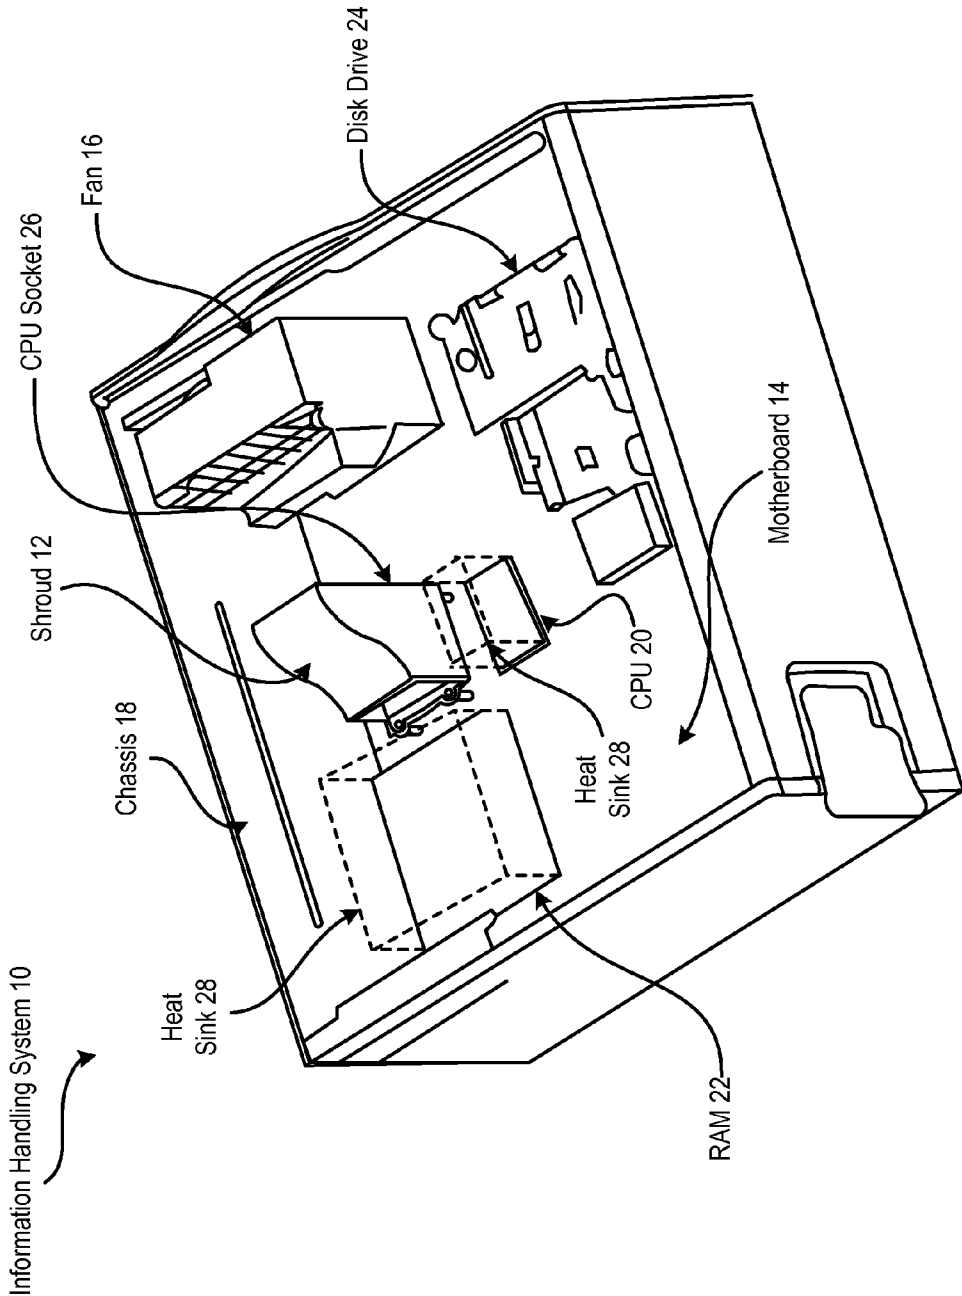 Information Handling System 10
Heat
Sink 28
Chassis 18
Shroud 12
CPU Socket 26
Fan 16
Disk Drive 24
RAM 22
Heat
Sink 28
CPU 20
Motherboard 14